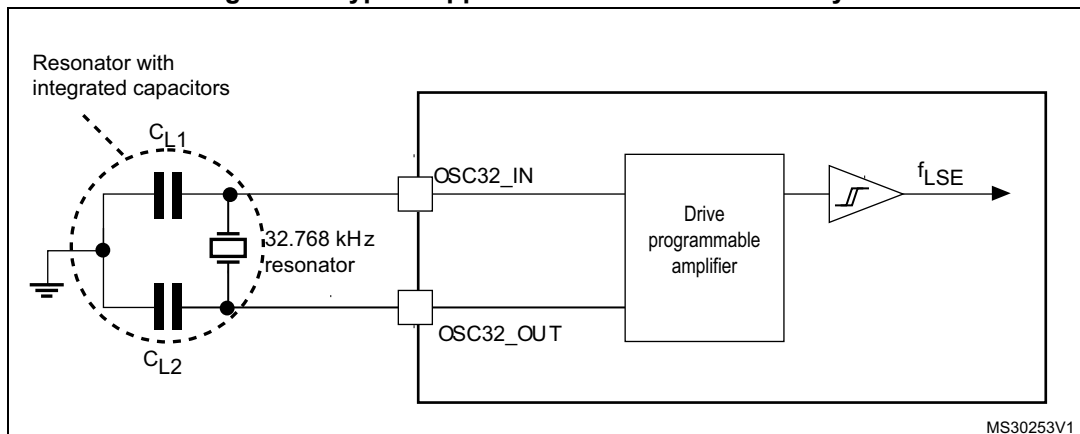 Resonator with
integrated capacitors
CL1
OSC32_IN
fLSE
Drive
programmable
amplifier
32.768 kHz
resonator
OSC32_OUT
CL2
MS30253V1